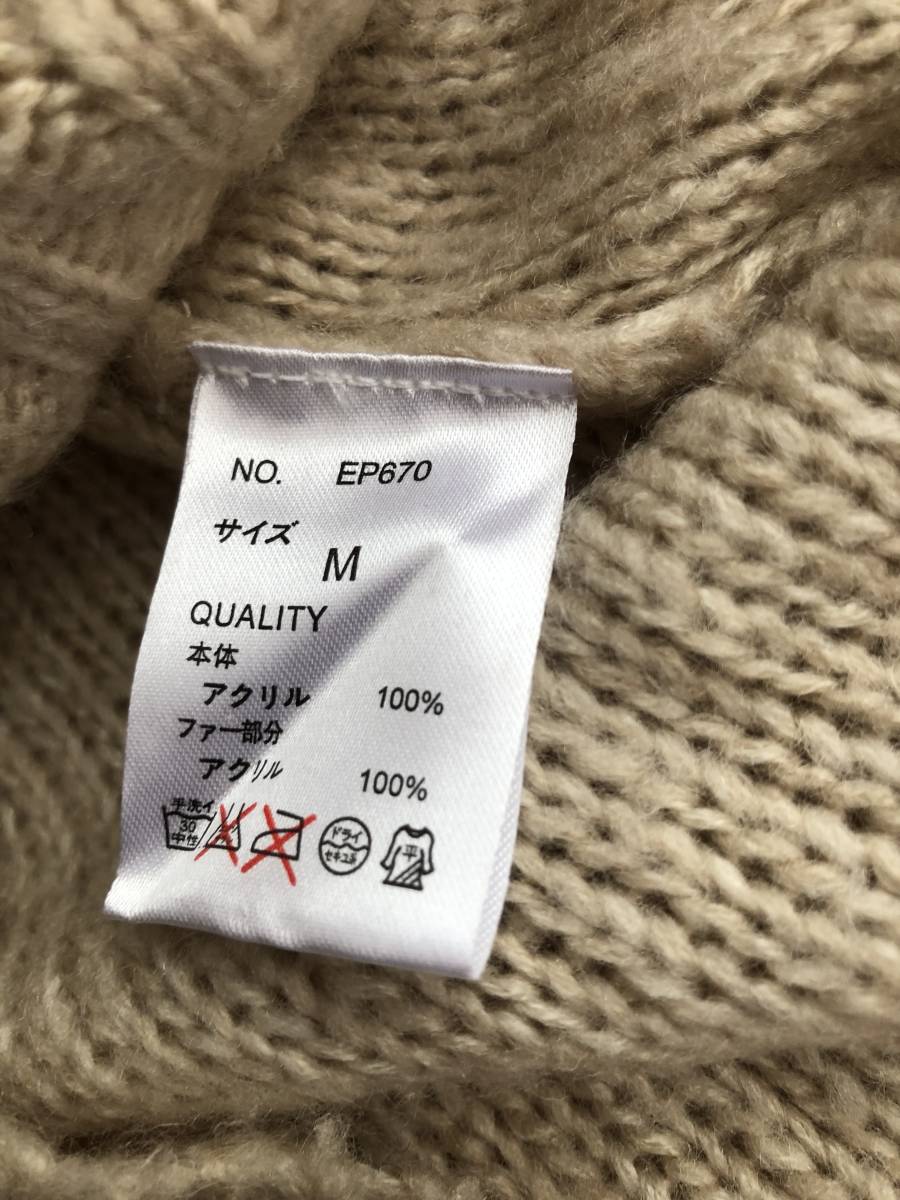 NO. EP670
サイズ
M
QUALITY
本体
アクリル 100%
ファー部分
アクリル 100%
手洗イ
30
中性
ドライ
セキユ系
平